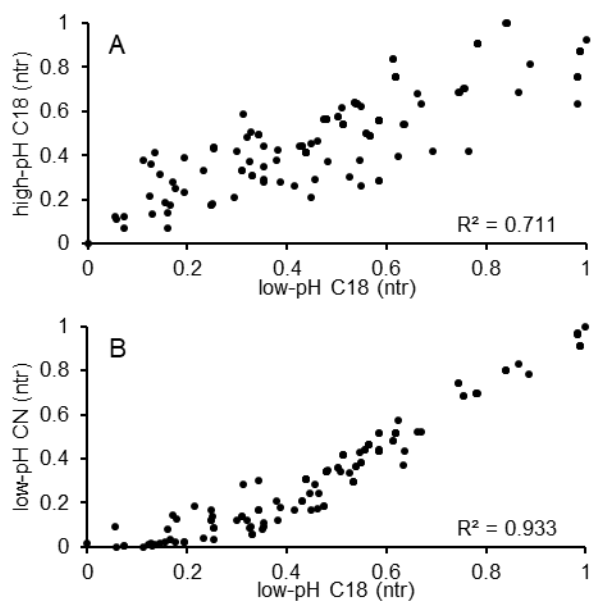 A
high-pH C18 (ntr)
1
0.8
0.6
0.4
0.2
0
0 0.2 0.4 0.6 0.8 1
R² = 0.711
low-pH C18 (ntr)
B
low-pH CN (ntr)
1
0.8
0.6
0.4
0.2
0
0 0.2 0.4 0.6 0.8 1
R² = 0.933
low-pH C18 (ntr)